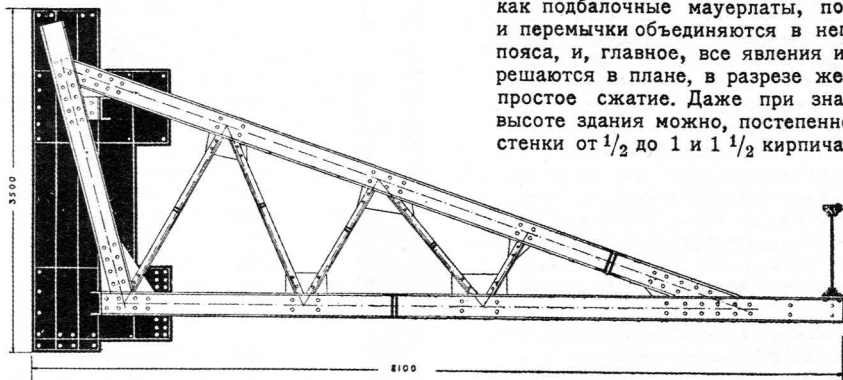 как подбалочные мауерлаты, по
и перемычки объединяются в не
пояса, и, главное, все явления и
решаются в плане, в разрезе же
простое сжатие. Даже при зна
высоте здания можно, постепенн
стенки от 1/2 до 1 и 1 1/2 кирпича
3500
8100